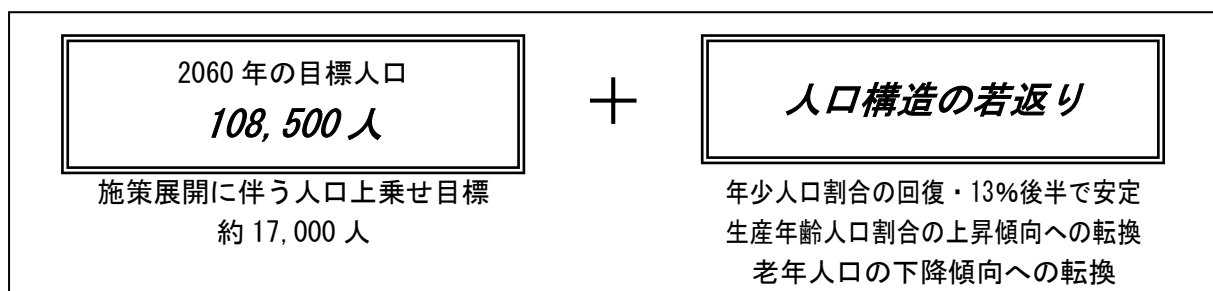 2060 年の目標人口
108,500 人
施策展開に伴う人口上乗せ目標
約 17,000 人
＋
人口構造の若返り
年少人口割合の回復・13%後半で安定
生産年齢人口割合の上昇傾向への転換
老年人口の下降傾向への転換